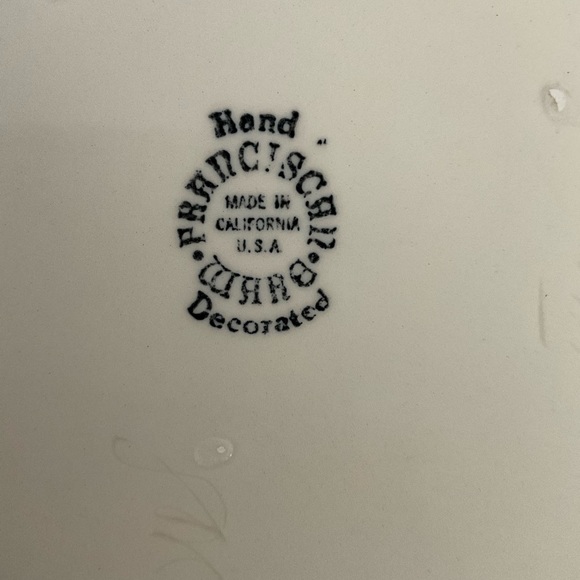 Hand
FRANCISCAN
MADE IN
CALIFORNIA
U.S.A
WARE
Decorated